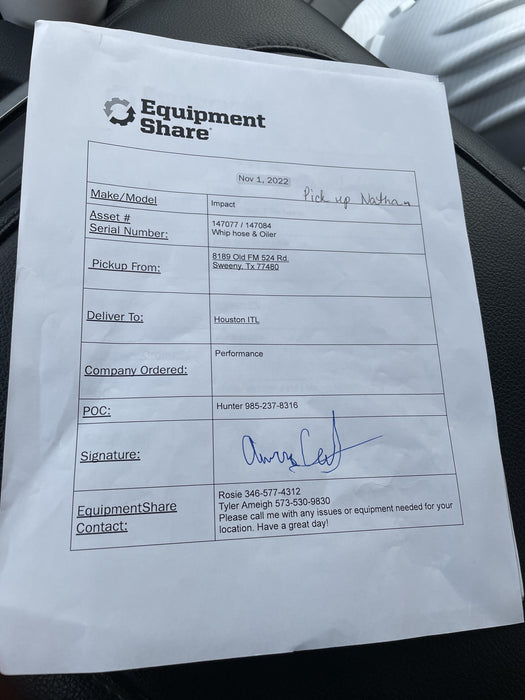 Equipment
Share
Nov 1, 2022
Pick up Nathan
Make/Model
Impact
Asset #
Serial Number:
147077 / 147084
Whip hose & Oiler
Pickup From:
8189 Old FM 524 Rd.
Sweeny, Tx 77480
Deliver To:
Houston ITL
Company Ordered:
Performance
POC:
Hunter 985-237-8316
Signature:
EquipmentShare
Contact:
Rosie 346-577-4312
Tyler Ameigh 573-530-9830
Please call me with any issues or equipment needed for your
location. Have a great day!